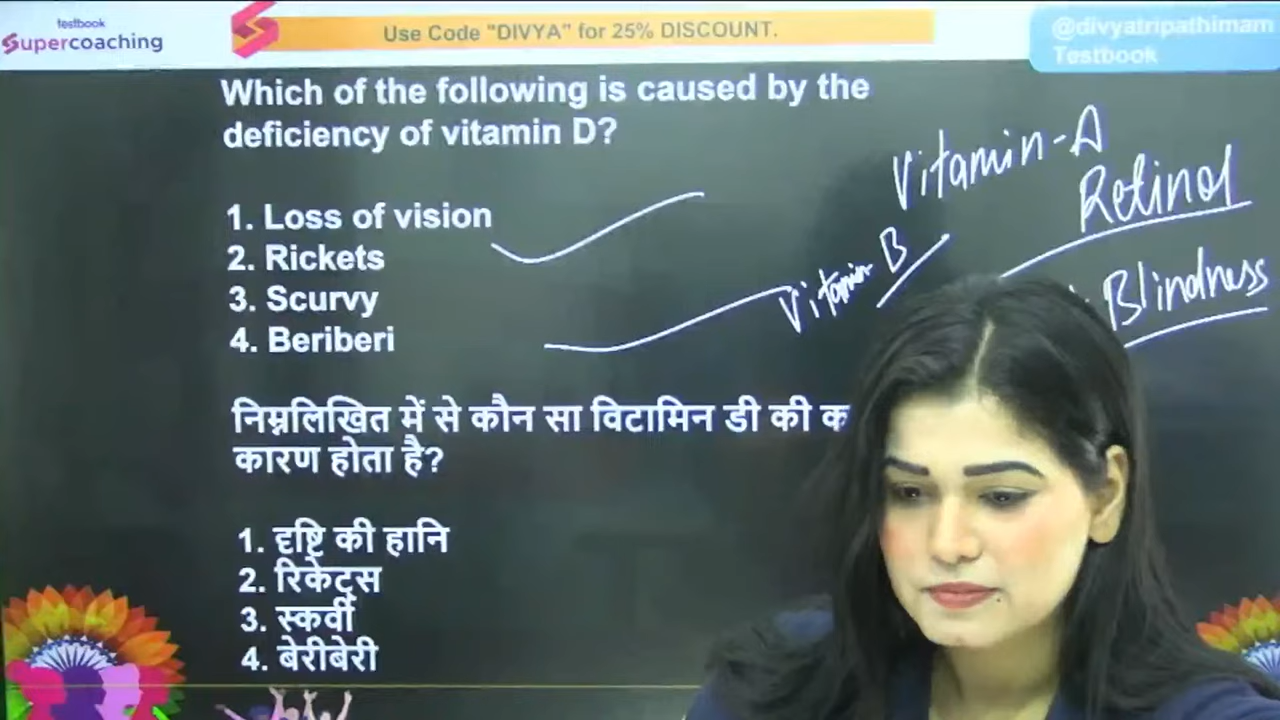 testbook
Supercoaching
Use Code "DIVYA" for 25% DISCOUNT.
@divyatripathimam
Testbook
Which of the following is caused by the
deficiency of vitamin D?
1. Loss of vision
2. Rickets
3. Scurvy
4. Beriberi
Vitamin-A
Retinol
Vitamin B
Blindness
निम्नलिखित में से कौन सा विटामिन डी की
कारण होता है?
1. दृष्टि की हानि
2. रिकेट्स
3. स्कर्वी
4. बेरीबेरी